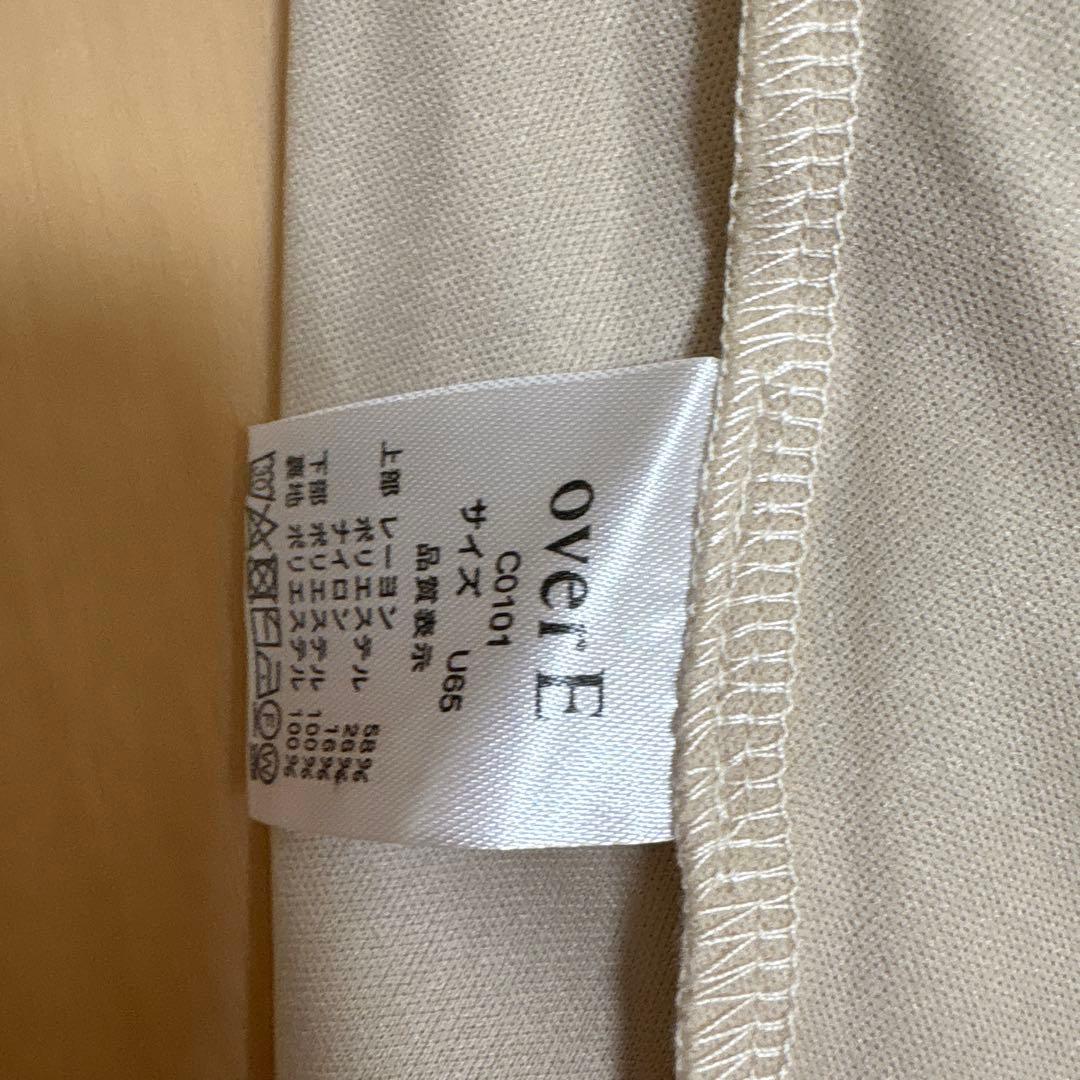 over E
C0101
サイズ U65
品質表示
上部 レーヨン 58%
ポリエステル 26%
ナイロン 16%
下部 ポリエステル 100%
裏地 ポリエステル 100%